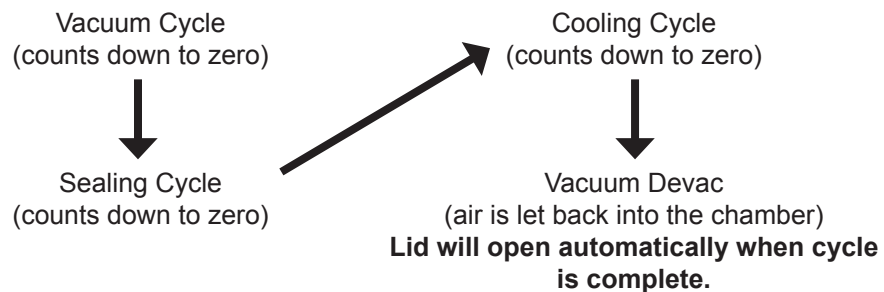 Vacuum Cycle
(counts down to zero)
Sealing Cycle
(counts down to zero)
Cooling Cycle
(counts down to zero)
Vacuum Devac
(air is let back into the chamber)
Lid will open automatically when cycle
is complete.